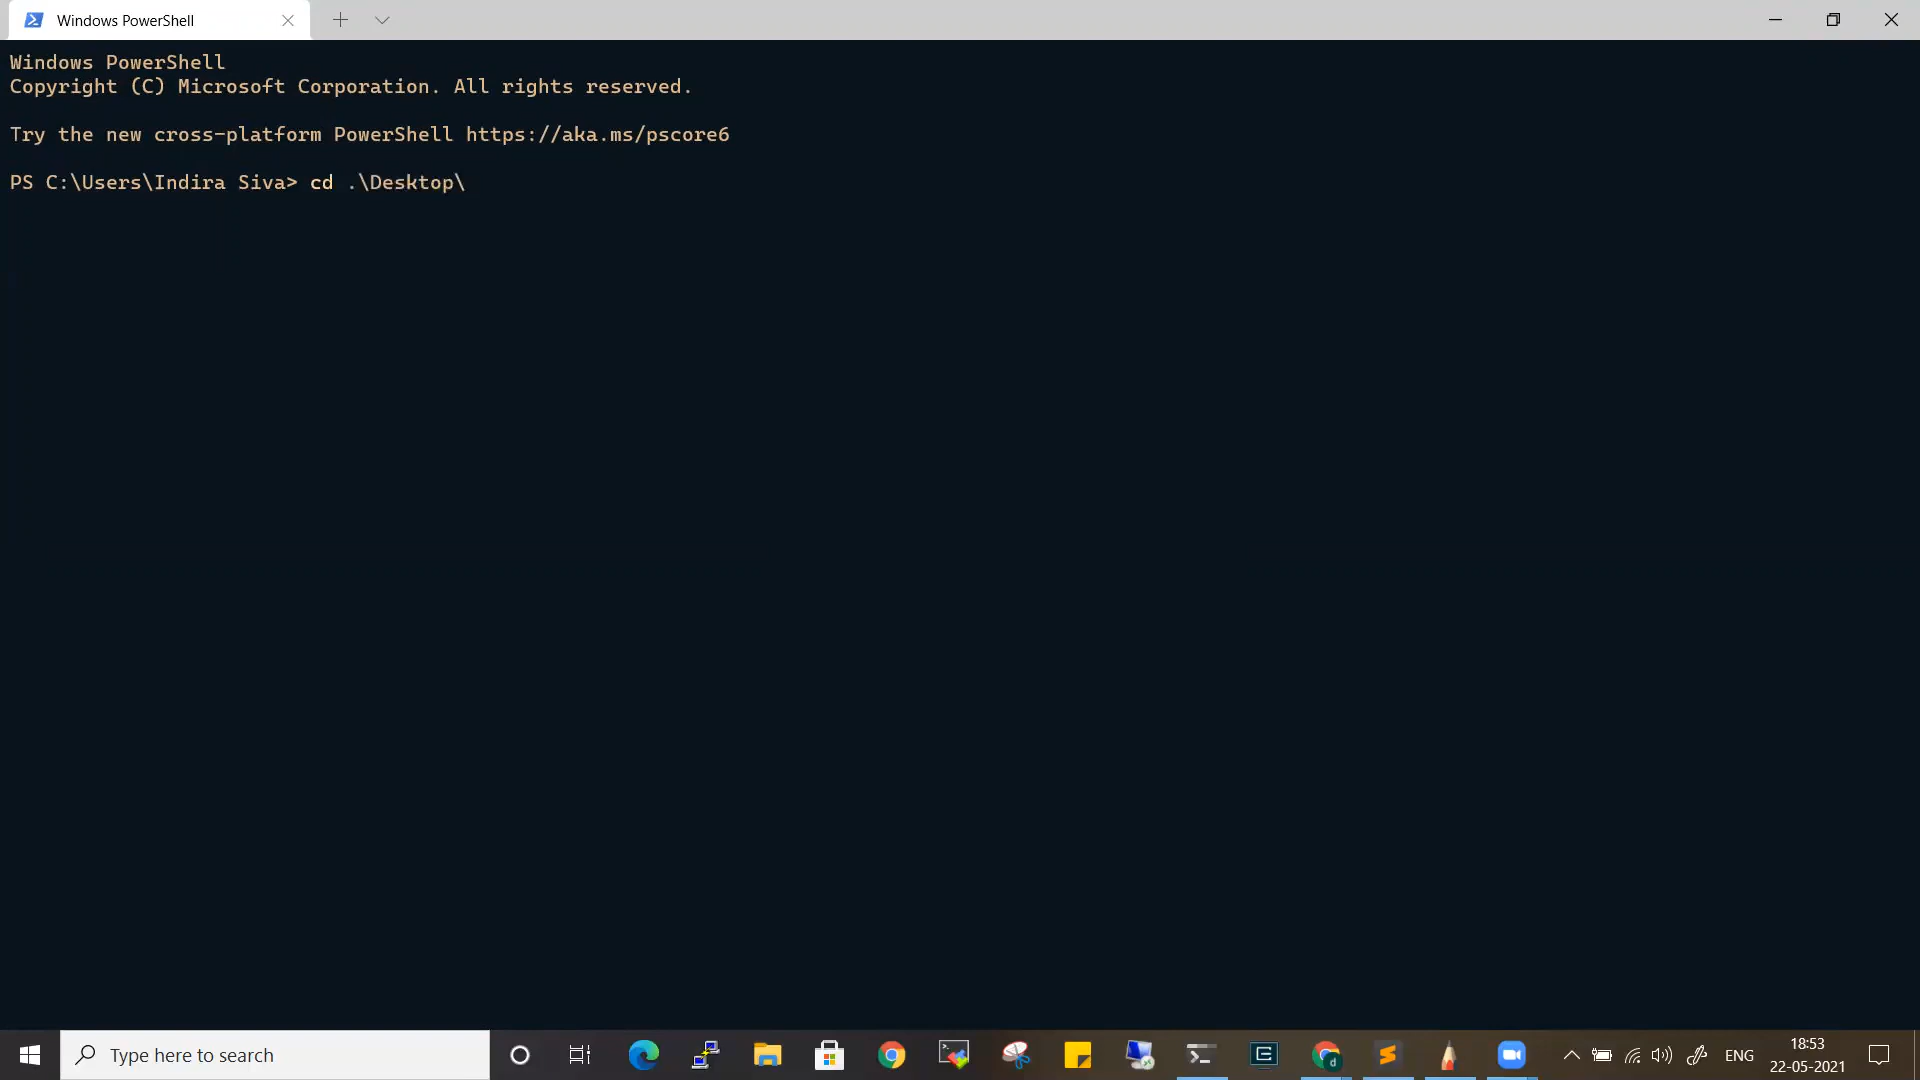 Windows PowerShell
Windows PowerShell
Copyright (C) Microsoft Corporation. All rights reserved.
Try the new cross-platform PowerShell https://aka.ms/pscore6
PS C:\Users\Indira Siva> cd .\Desktop\
Type here to search
d
ENG
18:53
22-05-2021